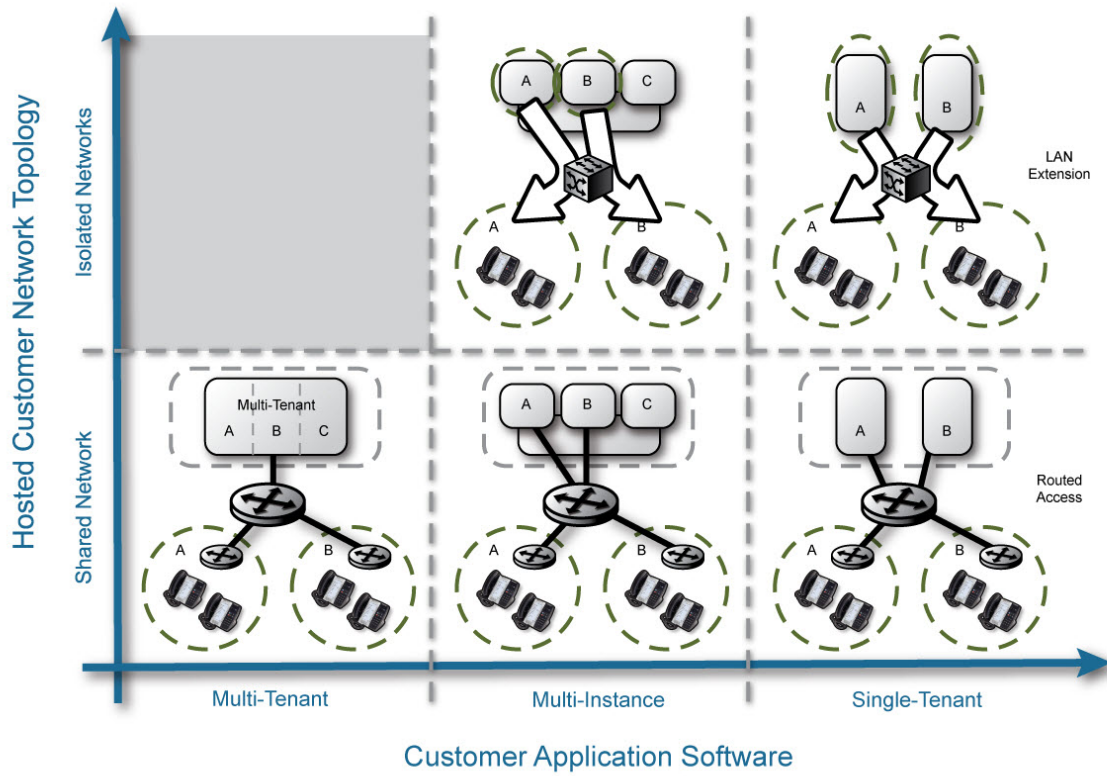 Hosted Customer Network Topology
Isolated Networks
A
B
C
A
B
A
B
LAN
Extension
A
B
Shared Network
Multi-Tenant
A
B
C
A
B
A
B
C
A
B
A
B
Routed
Access
A
B
Multi-Tenant
Multi-Instance
Single-Tenant
Customer Application Software